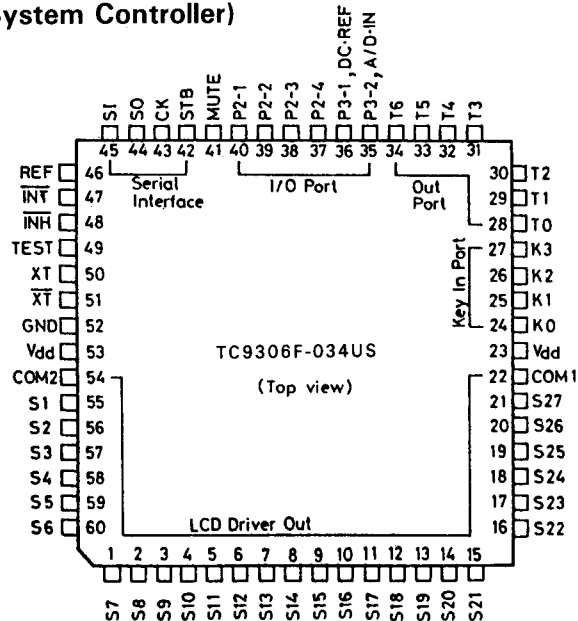 ystem Controller)
SI SO CK STB MUTE P2-1 P2-2 P2-3 P2-4 P3-1, DC·REF P3-2, A/D-IN T6 T5 T4 T3
45 44 43 42 41 40 39 38 37 36 35 34 33 32 31
Serial Interface
I/O Port
Out Port
REF 46
INT 47
INH 48
TEST 49
XT 50
XT 51
GND 52
Vdd 53
COM2 54
S1 55
S2 56
S3 57
S4 58
S5 59
S6 60
30 T2
29 T1
28 T0
27 K3
26 K2
25 K1
24 K0
23 Vdd
22 COM1
21 S27
20 S26
19 S25
18 S24
17 S23
16 S22
Key In Port
TC9306F-034US
(Top view)
LCD Driver Out
1 2 3 4 5 6 7 8 9 10 11 12 13 14 15
S7 S8 S9 S10 S11 S12 S13 S14 S15 S16 S17 S18 S19 S20 S21